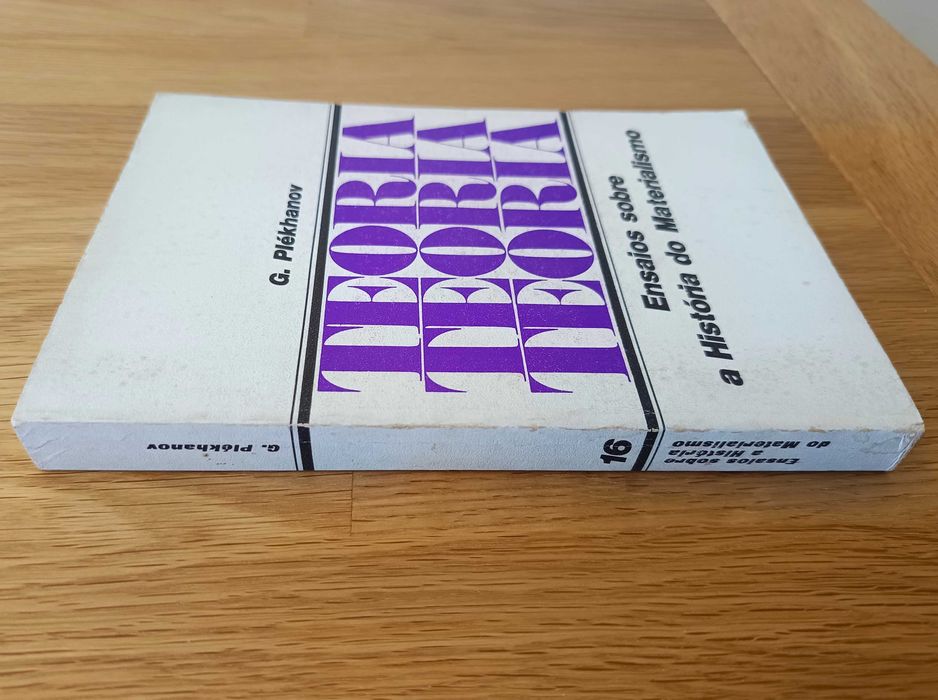 G. Plékhanov
TEORIA
TEORIA
TEORIA
Ensaios sobre
a História do Materialismo
G. Plékhanov
16
Ensaios sobre
a História
do Materialismo